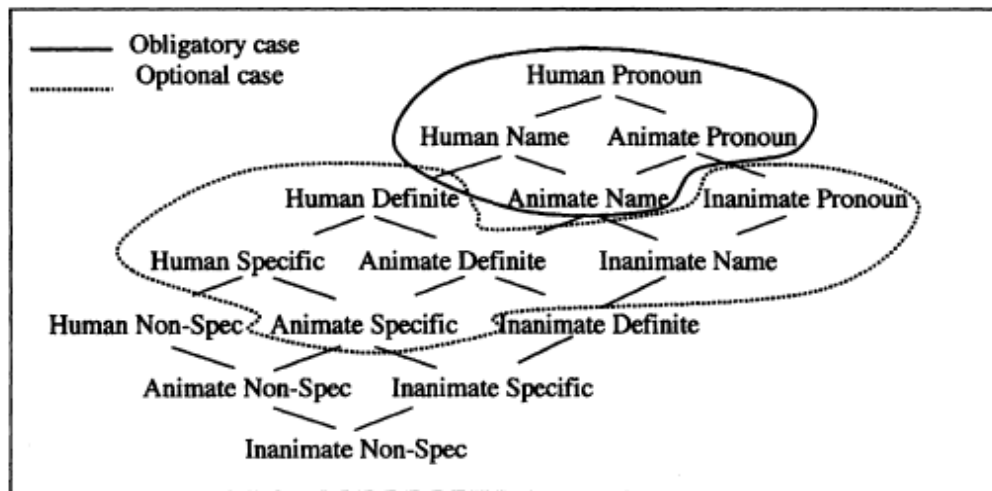 Obligatory case
Optional case
Human Pronoun
Human Name Animate Pronoun
Human Definite Animate Name Inanimate Pronoun
Human Specific Animate Definite Inanimate Name
Human Non-Spec Animate Specific Inanimate Definite
Animate Non-Spec Inanimate Specific
Inanimate Non-Spec